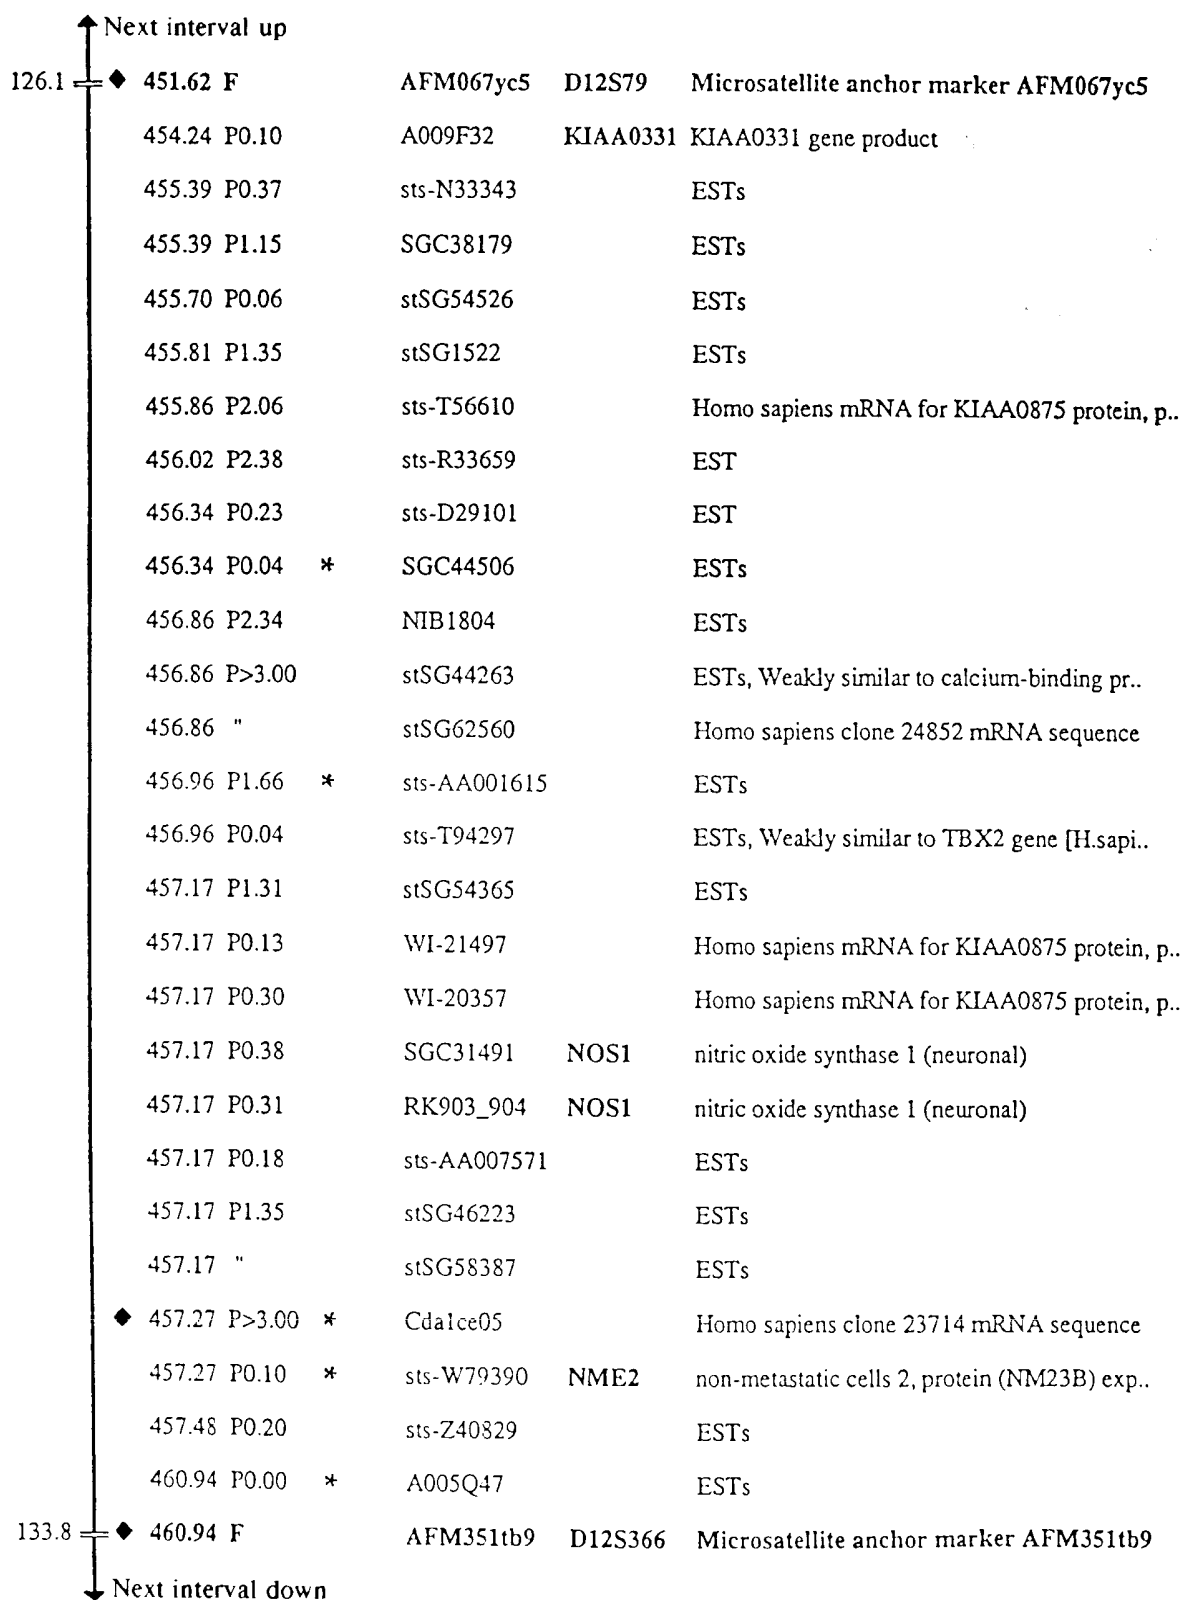 Next interval up
126.1 ◆ 451.62 F AFM067yc5 D12S79 Microsatellite anchor marker AFM067yc5
454.24 P0.10 A009F32 KIAA0331 KIAA0331 gene product
455.39 P0.37 sts-N33343 ESTs
455.39 P1.15 SGC38179 ESTs
455.70 P0.06 stSG54526 ESTs
455.81 P1.35 stSG1522 ESTs
455.86 P2.06 sts-T56610 Homo sapiens mRNA for KIAA0875 protein, p..
456.02 P2.38 sts-R33659 EST
456.34 P0.23 sts-D29101 EST
456.34 P0.04 * SGC44506 ESTs
456.86 P2.34 NIB1804 ESTs
456.86 P>3.00 stSG44263 ESTs, Weakly similar to calcium-binding pr..
456.86 " stSG62560 Homo sapiens clone 24852 mRNA sequence
456.96 P1.66 * sts-AA001615 ESTs
456.96 P0.04 sts-T94297 ESTs, Weakly similar to TBX2 gene [H.sapi..
457.17 P1.31 stSG54365 ESTs
457.17 P0.13 WI-21497 Homo sapiens mRNA for KIAA0875 protein, p..
457.17 P0.30 WI-20357 Homo sapiens mRNA for KIAA0875 protein, p..
457.17 P0.38 SGC31491 NOS1 nitric oxide synthase 1 (neuronal)
457.17 P0.31 RK903_904 NOS1 nitric oxide synthase 1 (neuronal)
457.17 P0.18 sts-AA007571 ESTs
457.17 P1.35 stSG46223 ESTs
457.17 " stSG58387 ESTs
◆ 457.27 P>3.00 * Cda1ce05 Homo sapiens clone 23714 mRNA sequence
457.27 P0.10 * sts-W79390 NME2 non-metastatic cells 2, protein (NM23B) exp..
457.48 P0.20 sts-Z40829 ESTs
460.94 P0.00 * A005Q47 ESTs
133.8 ◆ 460.94 F AFM351tb9 D12S366 Microsatellite anchor marker AFM351tb9
Next interval down